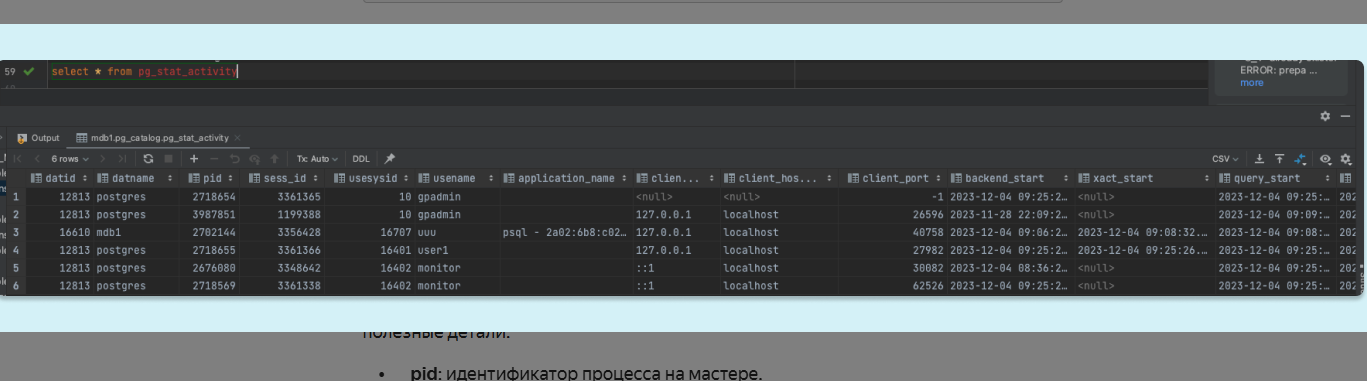 59 select * from pg_stat_activity
ERROR: prepa ...
more
Output mdb1.pg_catalog.pg_stat_activity
6 rows Tx: Auto DDL CSV
datid datname pid sess_id usesysid usename application_name clien... client_hos... client_port backend_start xact_start query_start
1 12813 postgres 2718654 3361365 10 gpadmin <null> <null> -1 2023-12-04 09:25:2… <null> 2023-12-04 09:25:… 202
2 12813 postgres 3987851 1199388 10 gpadmin 127.0.0.1 localhost 26596 2023-11-28 22:09:2… <null> 2023-12-04 09:09:… 202
3 16610 mdb1 2702144 3356428 16707 uuu psql - 2a02:6b8:c02… 127.0.0.1 localhost 40758 2023-12-04 09:06:2… 2023-12-04 09:08:32.… 2023-12-04 09:08:… 202
4 12813 postgres 2718655 3361366 16401 user1 127.0.0.1 localhost 27982 2023-12-04 09:25:2… 2023-12-04 09:25:26.… 2023-12-04 09:25:… 202
5 12813 postgres 2676080 3348642 16402 monitor ::1 localhost 30082 2023-12-04 08:36:2… <null> 2023-12-04 09:25:… 202
6 12813 postgres 2718569 3361338 16402 monitor ::1 localhost 62526 2023-12-04 09:25:2… <null> 2023-12-04 09:25:… 202
полезные детали.
• pid: идентификатор процесса на мастере.